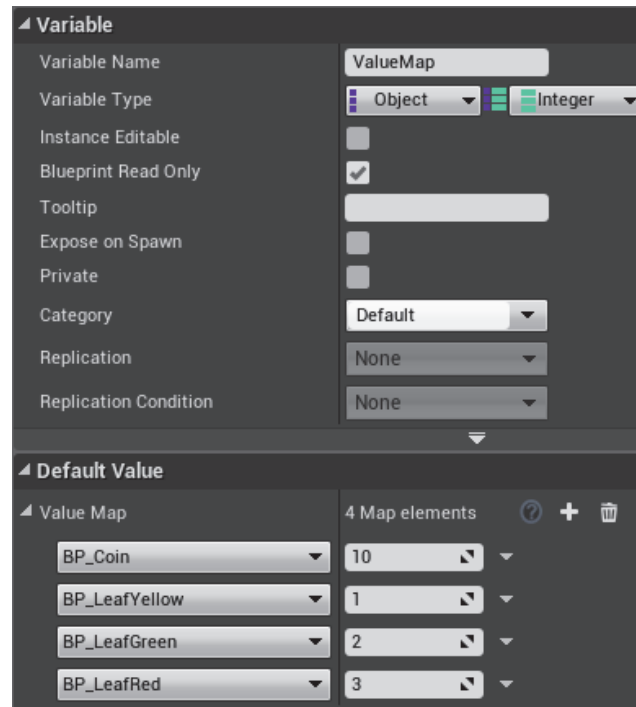 Variable
Variable Name ValueMap
Variable Type Object Integer
Instance Editable
Blueprint Read Only
Tooltip
Expose on Spawn
Private
Category Default
Replication None
Replication Condition None
Default Value
Value Map 4 Map elements ?
BP_Coin 10
BP_LeafYellow 1
BP_LeafGreen 2
BP_LeafRed 3